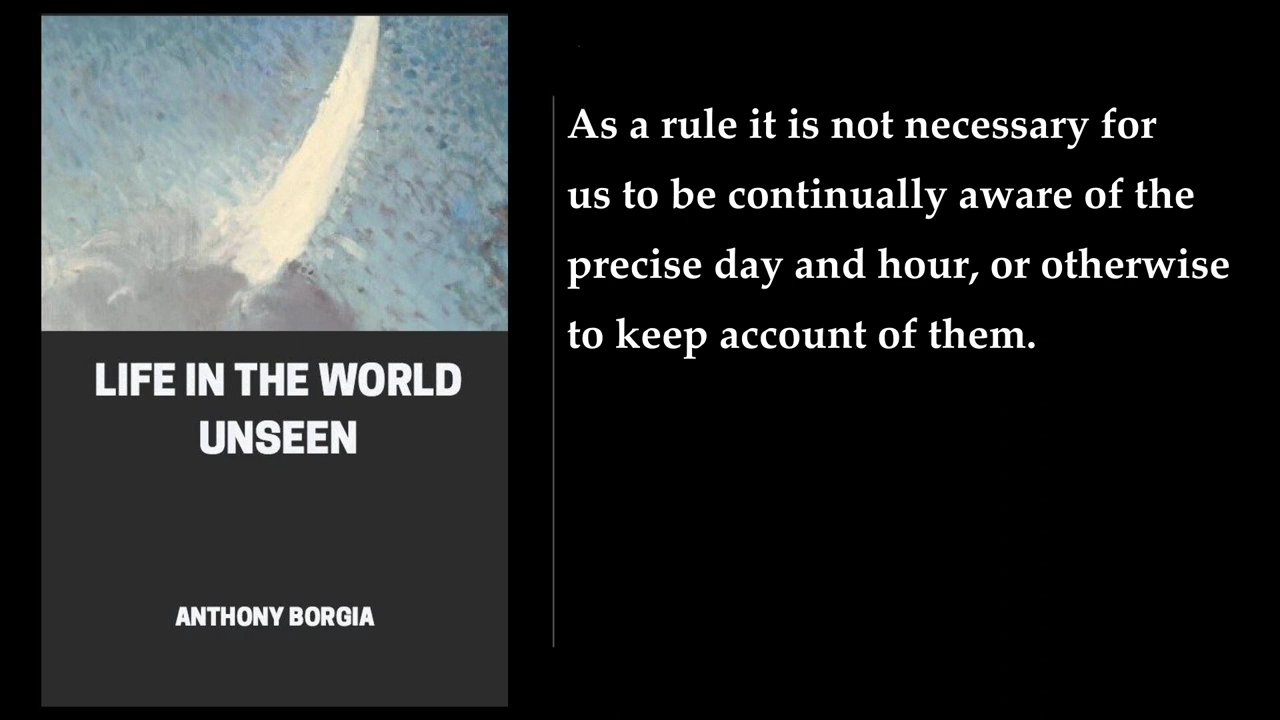 LIFE IN THE WORLD
UNSEEN
ANTHONY BORGIA
As a rule it is not necessary for
us to be continually aware of the
precise day and hour, or otherwise
to keep account of them.